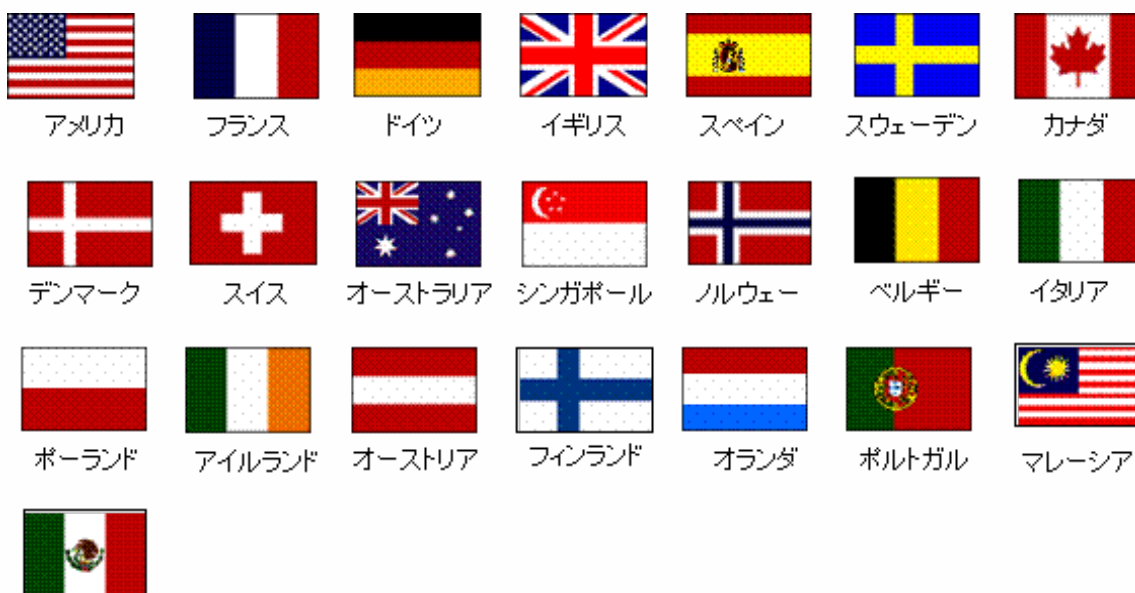 アメリカ フランス ドイツ イギリス スペイン スウェーデン カナダ
デンマーク スイス オーストラリア シンガポール ノルウェー ベルギー イタリア
ポーランド アイルランド オーストリア フィンランド オランダ ポルトガル マレーシア